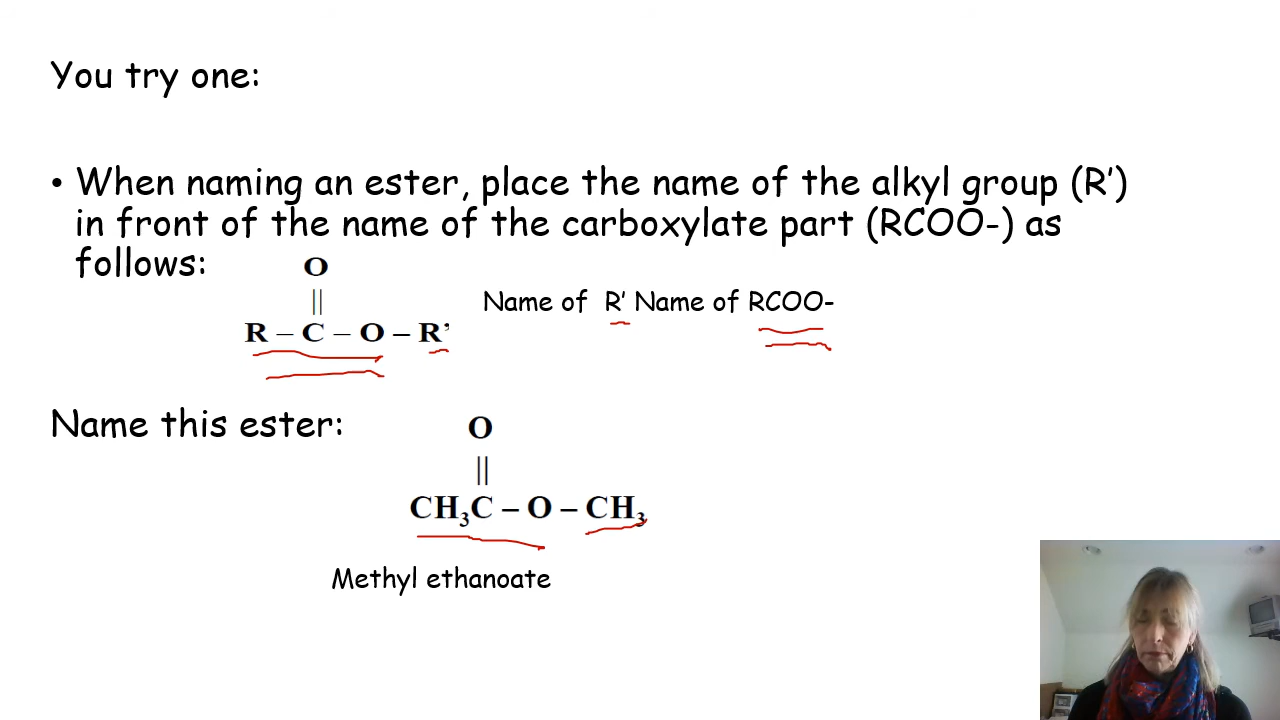 You try one:
• When naming an ester, place the name of the alkyl group (R’)
in front of the name of the carboxylate part (RCOO-) as
follows:
O
||
R – C – O – R’
Name of R’ Name of RCOO-
Name this ester:
O
||
CH₃C – O – CH₃
Methyl ethanoate